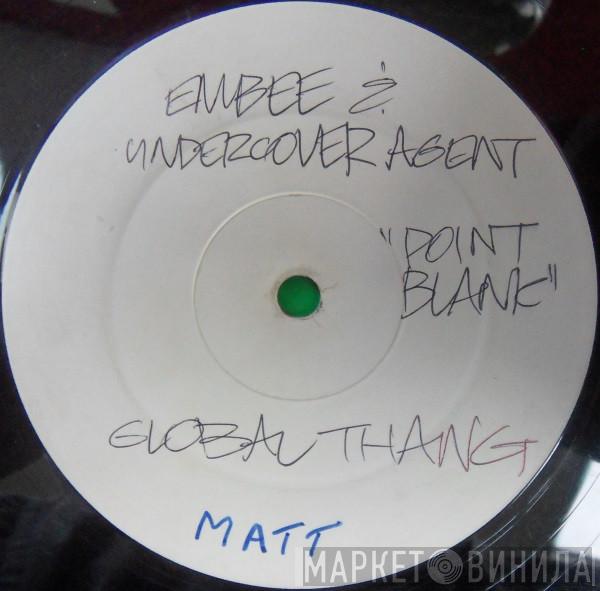 EMBEE &
UNDERCOVER AGENT
"POINT
BLANK"
GLOBAL THANG
MATT
МАРКЕТ ВИНИЛА